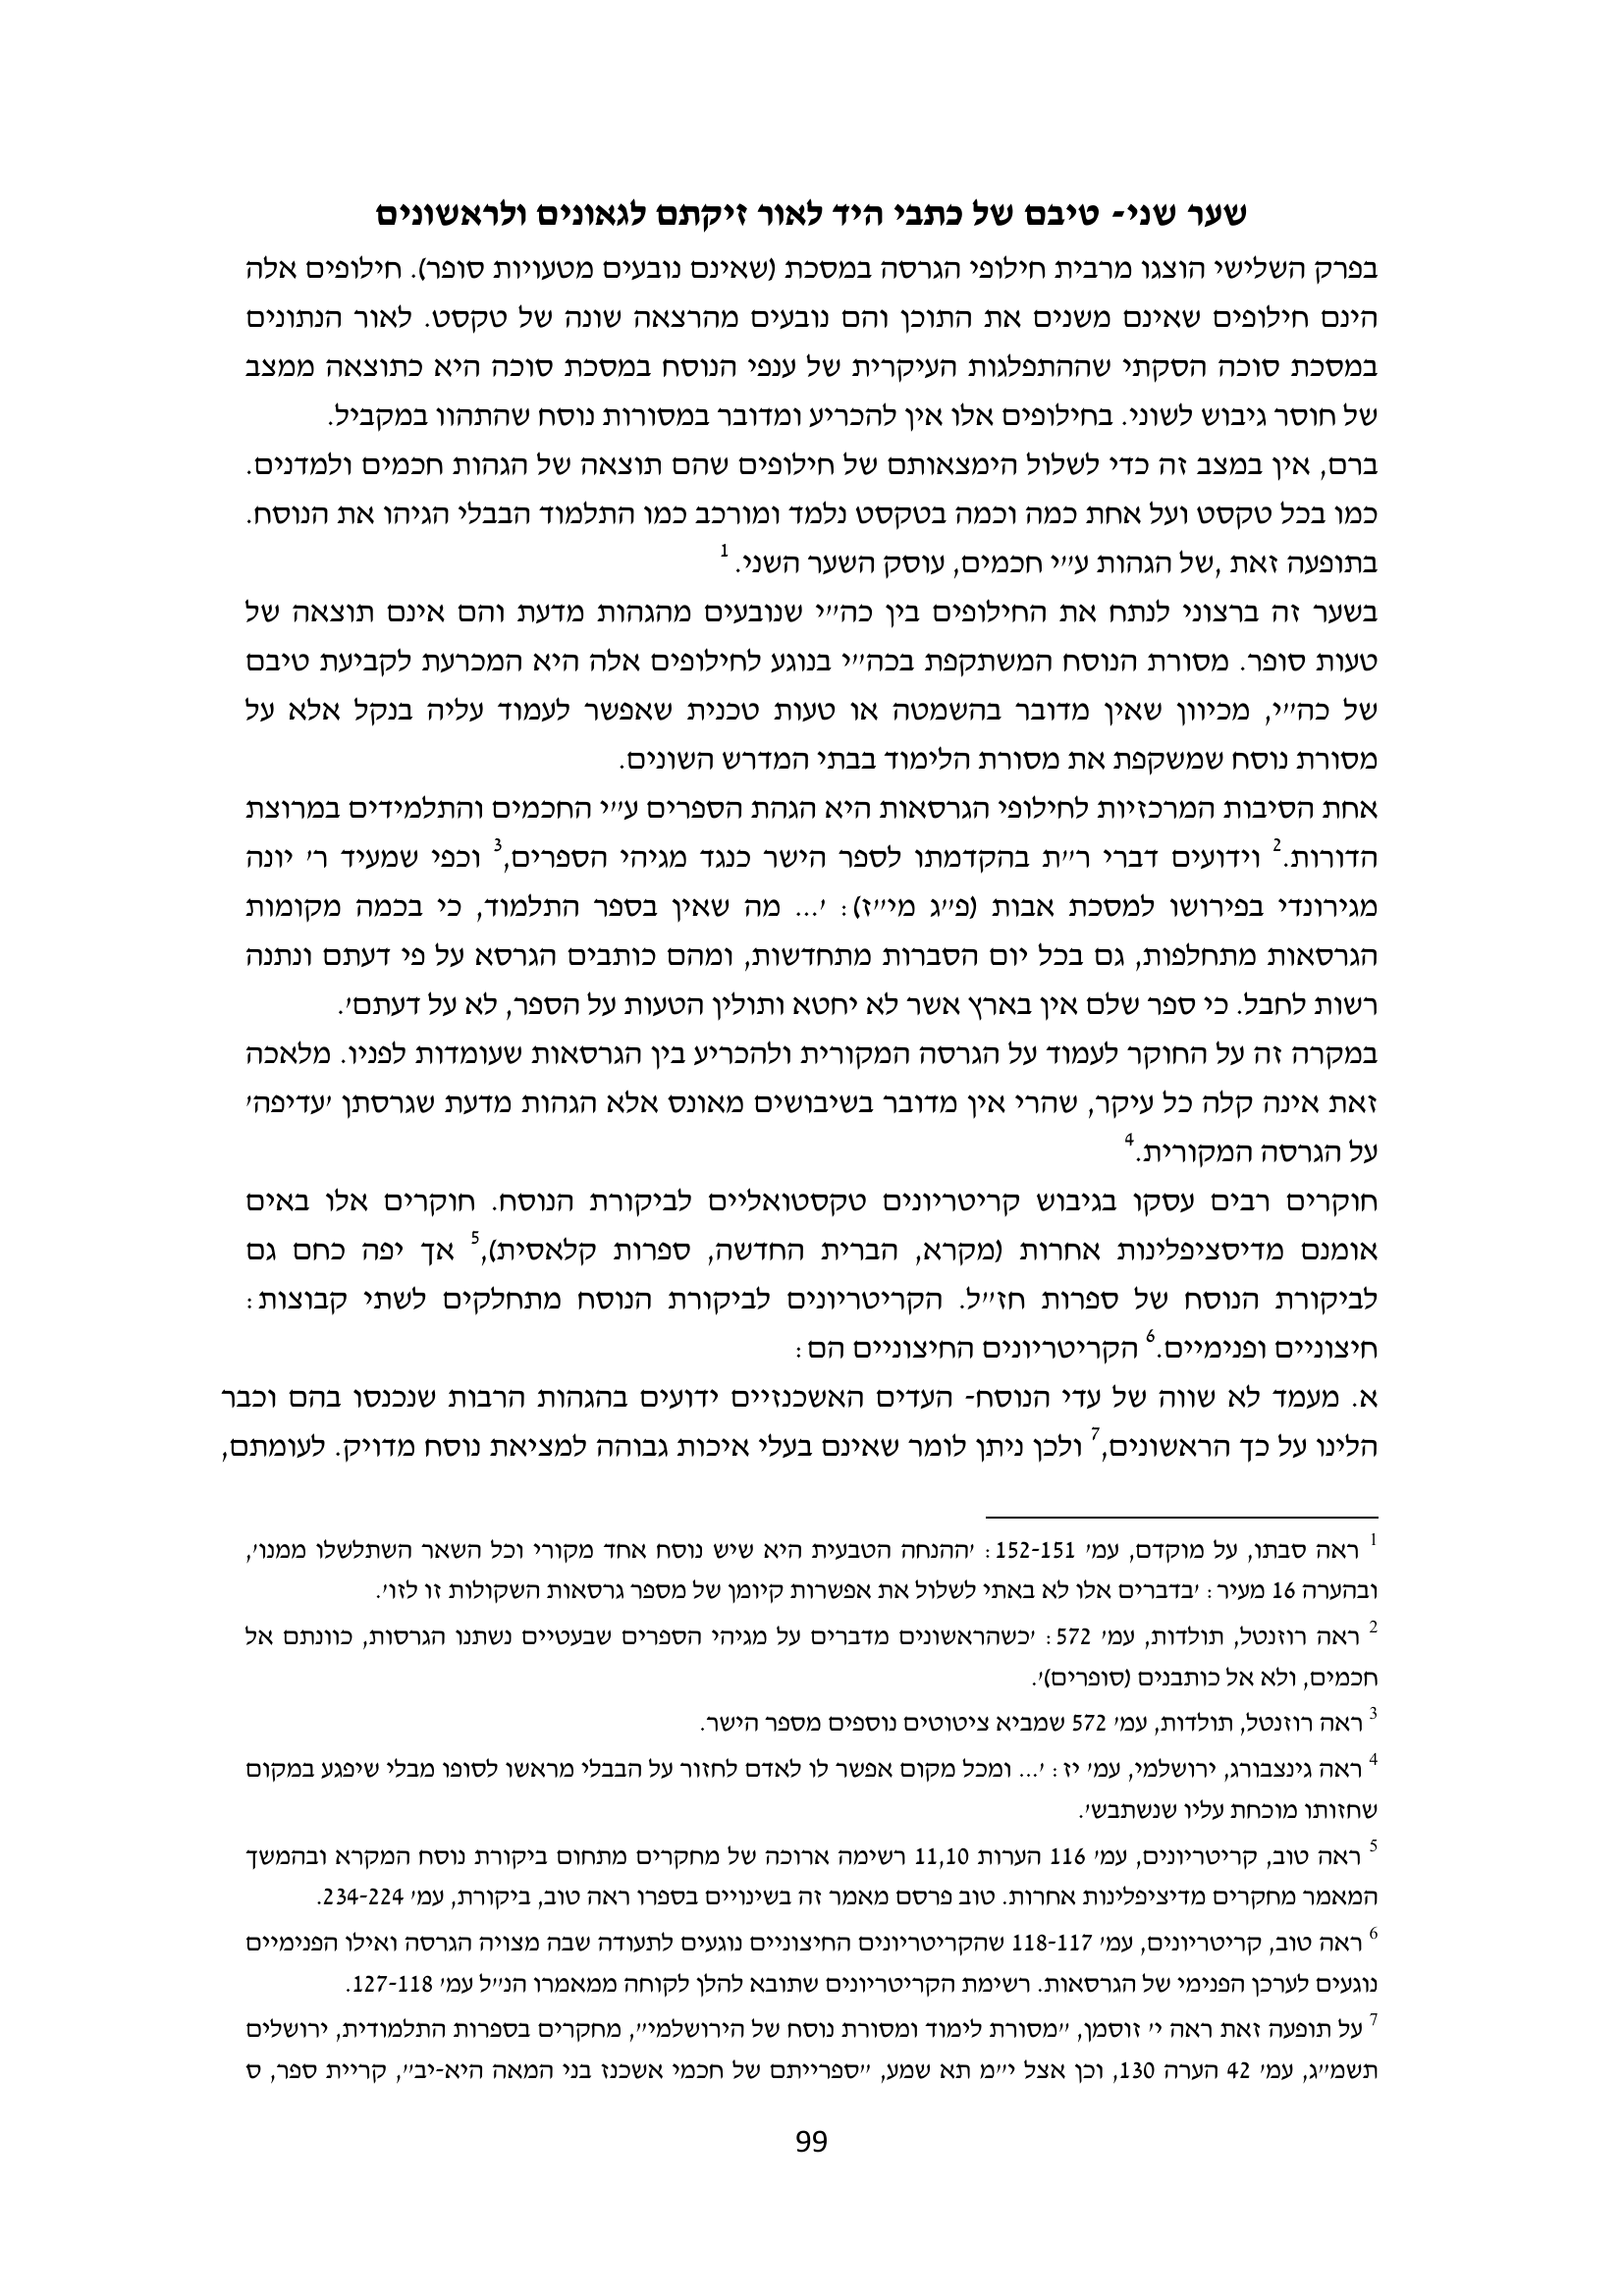 שער שני- טיבם של כתבי היד לאור זיקתם לגאונים ולראשונים
בפרק השלישי הוצגו מרבית חילופי הגרסה במסכת (שאינם נובעים מטעויות סופר). חילופים אלה
הינם חילופים שאינם משנים את התוכן והם נובעים מהרצאה שונה של טקסט. לאור הנתונים
במסכת סוכה הסקתי שההתפלגות העיקרית של ענפי הנוסח במסכת סוכה היא כתוצאה ממצב
של חוסר גיבוש לשוני. בחילופים אלו אין להכריע ומדובר במסורות נוסח שהתהוו במקביל.
ברם, אין במצב זה כדי לשלול הימצאותם של חילופים שהם תוצאה של הגהות חכמים ולמדנים.
כמו בכל טקסט ועל אחת כמה וכמה בטקסט נלמד ומורכב כמו התלמוד הבבלי הגיהו את הנוסח.
בתופעה זאת ,של הגהות ע״י חכמים, עוסק השער השני. 1
בשער זה ברצוני לנתח את החילופים בין כה״י שנובעים מהגהות מדעת והם אינם תוצאה של
טעות סופר. מסורת הנוסח המשתקפת בכה״י בנוגע לחילופים אלה היא המכרעת לקביעת טיבם
של כה״י, מכיוון שאין מדובר בהשמטה או טעות טכנית שאפשר לעמוד עליה בנקל אלא על
מסורת נוסח שמשקפת את מסורת הלימוד בבתי המדרש השונים.
אחת הסיבות המרכזיות לחילופי הגרסאות היא הגהת הספרים ע״י החכמים והתלמידים במרוצת
הדורות.2 וידועים דברי ר״ת בהקדמתו לספר הישר כנגד מגיהי הספרים,3 וכפי שמעיד ר׳ יונה
מגירונדי בפירושו למסכת אבות (פ״ג מי״ז): ׳... מה שאין בספר התלמוד, כי בכמה מקומות
הגרסאות מתחלפות, גם בכל יום הסברות מתחדשות, ומהם כותבים הגרסא על פי דעתם ונתנה
רשות לחבל. כי ספר שלם אין בארץ אשר לא יחטא ותולין הטעות על הספר, לא על דעתם׳.
במקרה זה על החוקר לעמוד על הגרסה המקורית ולהכריע בין הגרסאות שעומדות לפניו. מלאכה
זאת אינה קלה כל עיקר, שהרי אין מדובר בשיבושים מאונס אלא הגהות מדעת שגרסתן ׳עדיפה׳
על הגרסה המקורית.4
חוקרים רבים עסקו בגיבוש קריטריונים טקסטואליים לביקורת הנוסח. חוקרים אלו באים
אומנם מדיסציפלינות אחרות (מקרא, הברית החדשה, ספרות קלאסית),5 אך יפה כחם גם
לביקורת הנוסח של ספרות חז״ל. הקריטריונים לביקורת הנוסח מתחלקים לשתי קבוצות:
חיצוניים ופנימיים.6 הקריטריונים החיצוניים הם:
א. מעמד לא שווה של עדי הנוסח- העדים האשכנזיים ידועים בהגהות הרבות שנכנסו בהם וכבר
הלינו על כך הראשונים,7 ולכן ניתן לומר שאינם בעלי איכות גבוהה למציאת נוסח מדויק. לעומתם,
1 ראה סבתו, על מוקדם, עמ׳ 152-151: ׳ההנחה הטבעית היא שיש נוסח אחד מקורי וכל השאר השתלשלו ממנו׳,
ובהערה 16 מעיר: ׳בדברים אלו לא באתי לשלול את אפשרות קיומן של מספר גרסאות השקולות זו לזו׳.
2 ראה רוזנטל, תולדות, עמ׳ 572: ׳כשהראשונים מדברים על מגיהי הספרים שבעטיים נשתנו הגרסות, כוונתם אל
חכמים, ולא אל כותבנים (סופרים)׳.
3 ראה רוזנטל, תולדות, עמ׳ 572 שמביא ציטוטים נוספים מספר הישר.
4 ראה גינצבורג, ירושלמי, עמ׳ יז: ׳... ומכל מקום אפשר לו לאדם לחזור על הבבלי מראשו לסופו מבלי שיפגע במקום
שחזותו מוכחת עליו שנשתבש׳.
5 ראה טוב, קריטריונים, עמ׳ 116 הערות 11,10 רשימה ארוכה של מחקרים מתחום ביקורת נוסח המקרא ובהמשך
המאמר מחקרים מדיציפלינות אחרות. טוב פרסם מאמר זה בשינויים בספרו ראה טוב, ביקורת, עמ׳ 234-224.
6 ראה טוב, קריטריונים, עמ׳ 118-117 שהקריטריונים החיצוניים נוגעים לתעודה שבה מצויה הגרסה ואילו הפנימיים
נוגעים לערכן הפנימי של הגרסאות. רשימת הקריטריונים שתובא להלן לקוחה ממאמרו הנ״ל עמ׳ 127-118.
7 על תופעה זאת ראה י׳ זוסמן, ״מסורת לימוד ומסורת נוסח של הירושלמי״, מחקרים בספרות התלמודית, ירושלים
תשמ״ג, עמ׳ 42 הערה 130, וכן אצל י״מ תא שמע, ״ספרייתם של חכמי אשכנז בני המאה היא-יב״, קריית ספר, ס
99